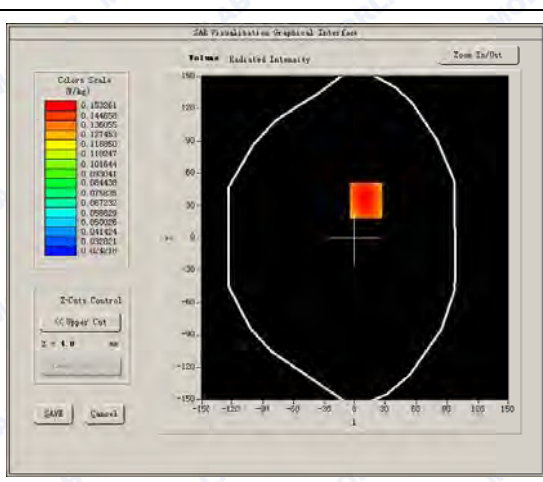 SAR Visualisation Graphical Interface
Volume Radiated Intensity
Zoom In/Out
Colors Scale
(W/kg)
0.153261
0.144658
0.136055
0.127453
0.118850
0.110247
0.101644
0.093041
0.084438
0.075835
0.067232
0.058629
0.050026
0.041424
0.032821
150
120
90
60
30
0
-30
-60
-90
-120
-150
-150 -120 -90 -60 -30 0 30 60 90 120 150
Z-Cuts Control
<< Upper Cut
Z = 4.0 mm
SAVE
Cancel